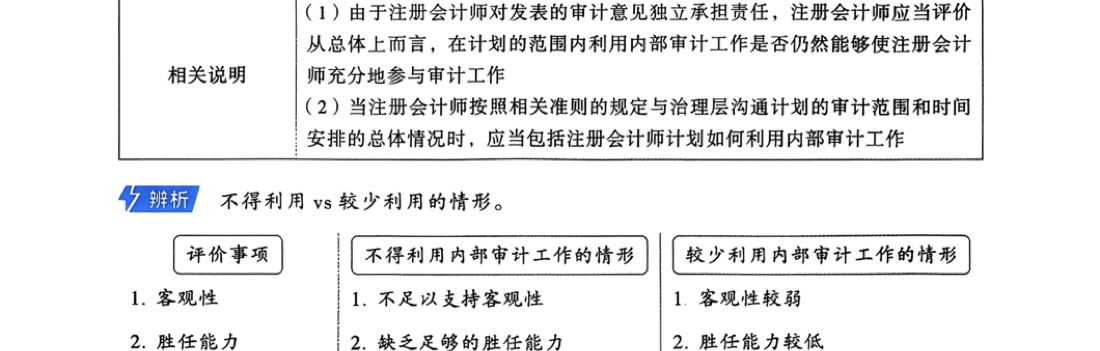 (1)由于注册会计师对发表的审计意见独立承担责任，注册会计师应当评价
从总体上而言，在计划的范围内利用内部审计工作是否仍然能够使注册会计
相关说明
师充分地参与审计工作
(2)当注册会计师按照相关准则的规定与治理层沟通计划的审计范围和时间
安排的总体情况时，应当包括注册会计师计划如何利用内部审计工作
辨析 不得利用 vs 较少利用的情形。
评价事项 不得利用内部审计工作的情形 较少利用内部审计工作的情形
1. 客观性 1. 不足以支持客观性 1 客观性较弱
2. 胜任能力 2. 缺乏足够的胜任能力 2. 胜任能力较低